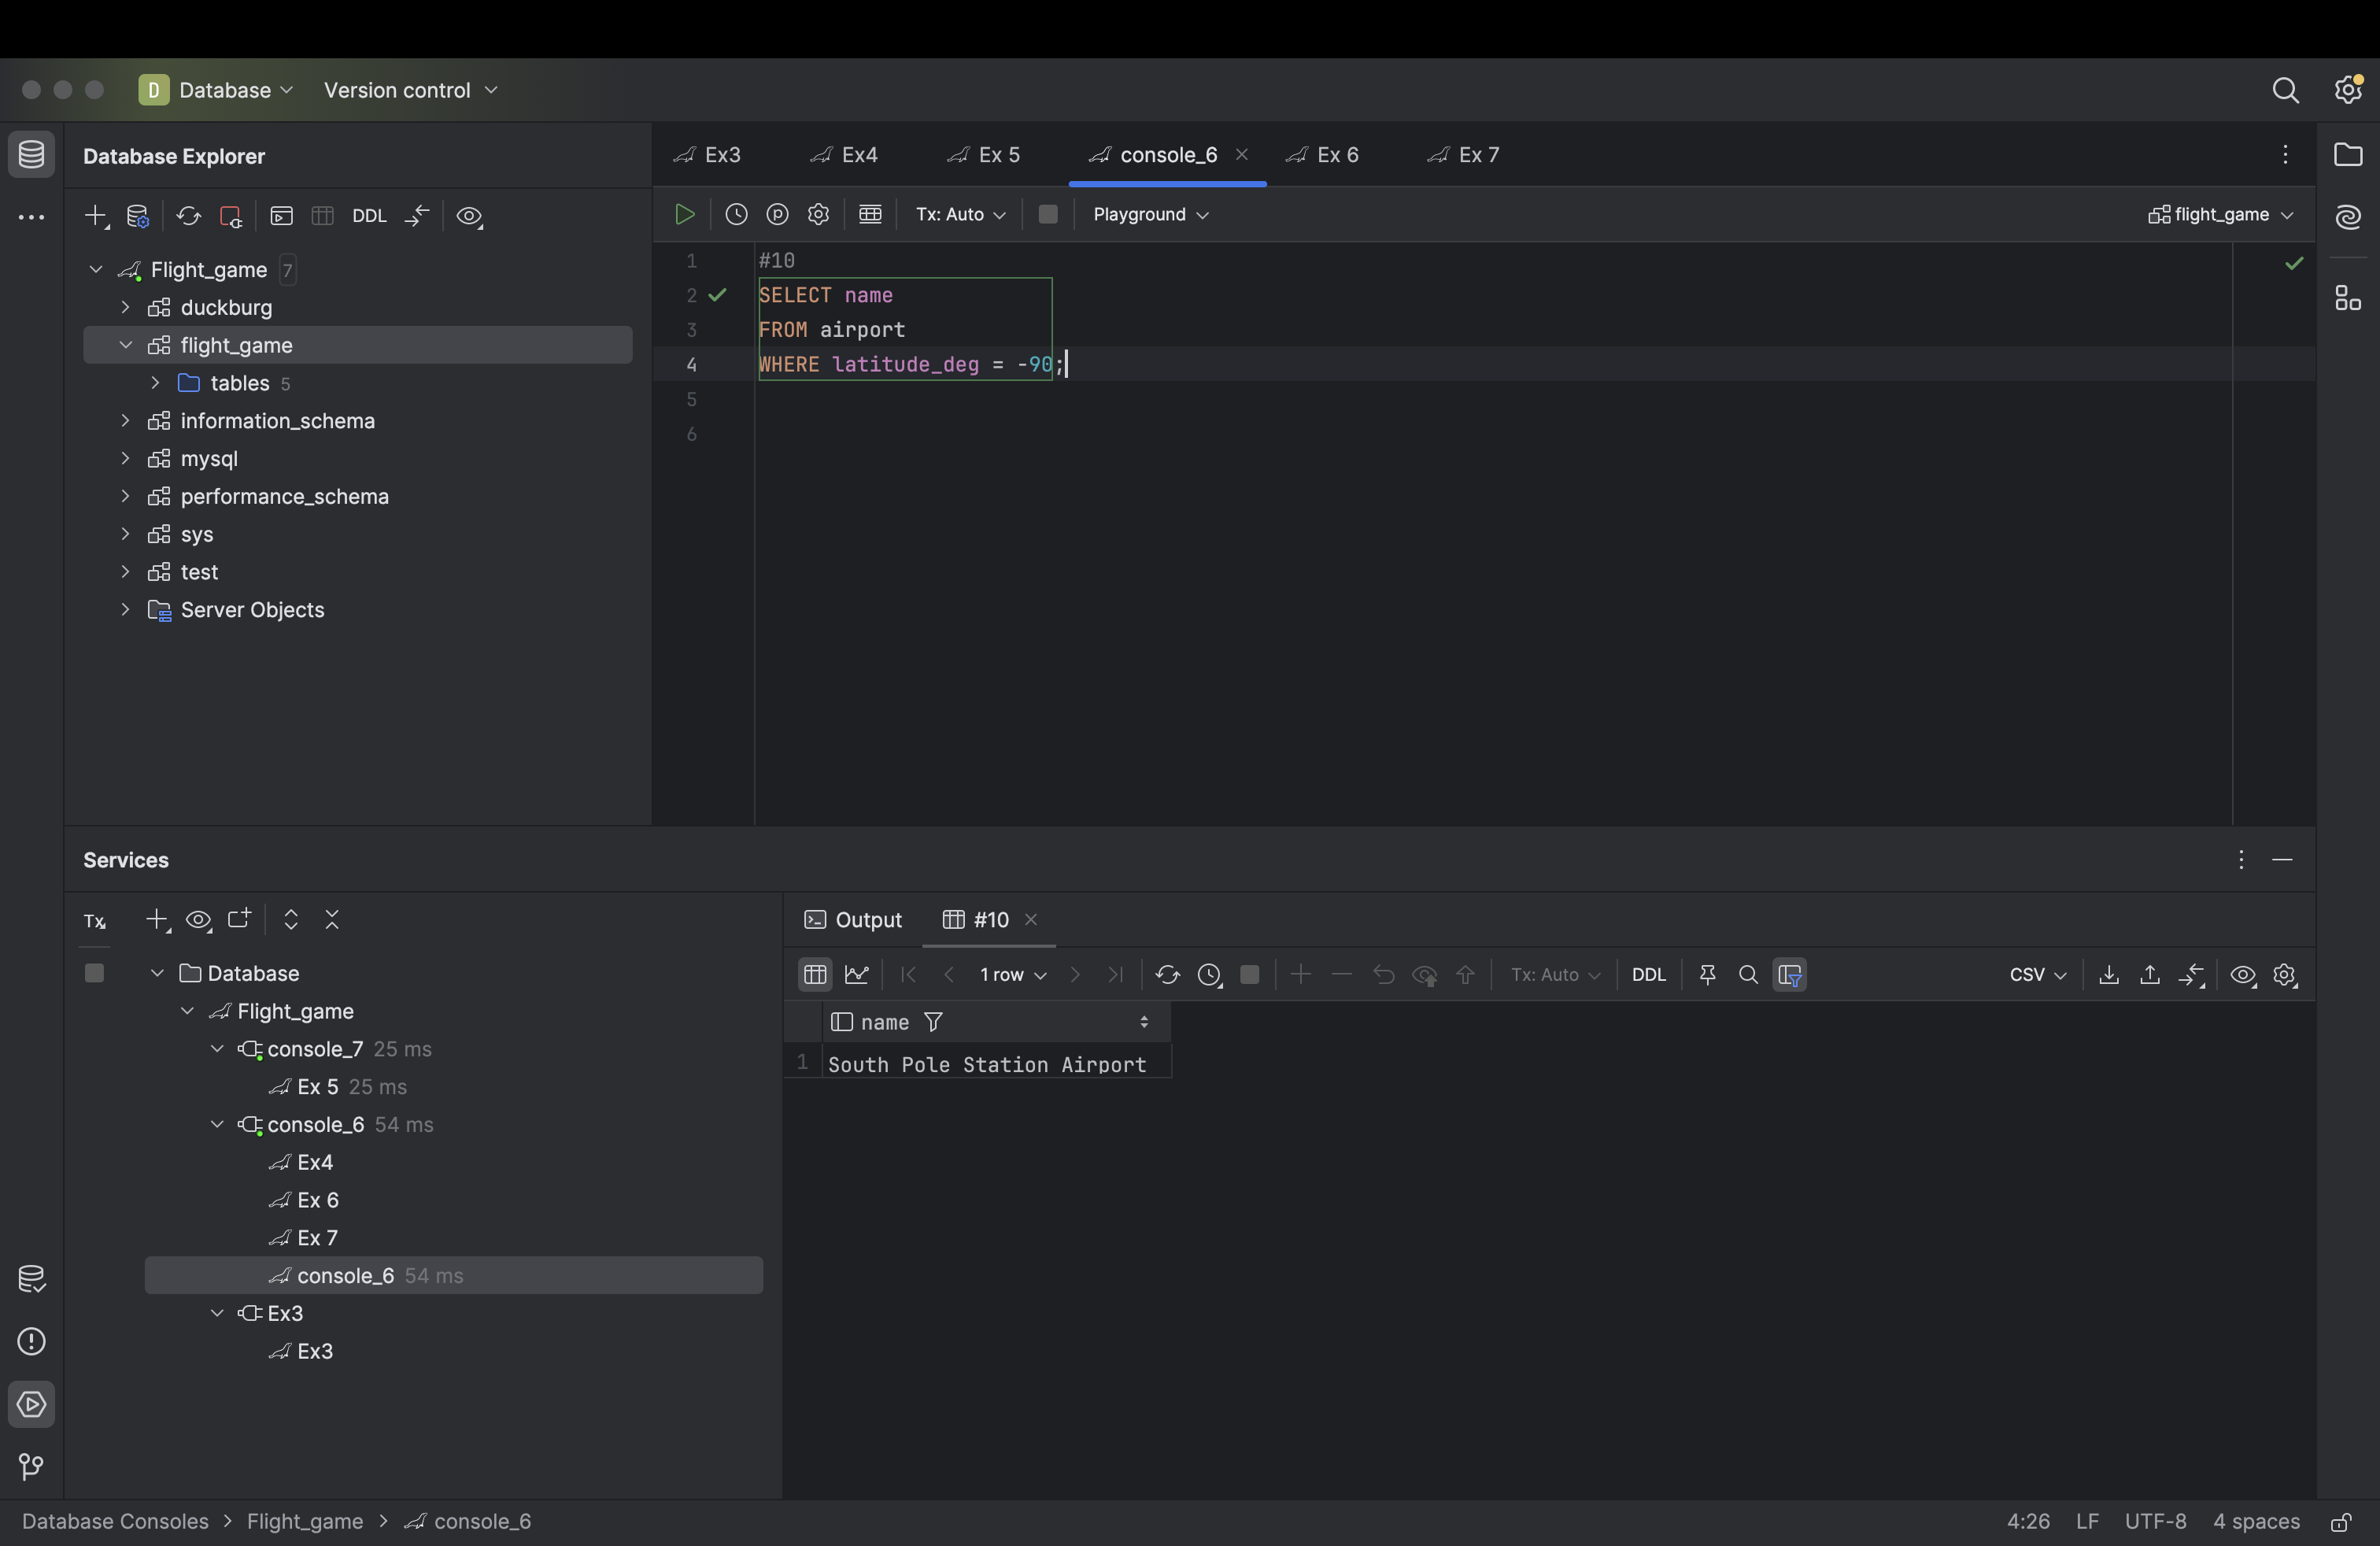 D Database Version control
Database Explorer
DDL
Flight_game 7
duckburg
flight_game
tables 5
information_schema
mysql
performance_schema
sys
test
Server Objects
Ex3 Ex4 Ex 5 console_6 Ex 6 Ex 7
Tx: Auto Playground flight_game
1 #10
2 SELECT name
3 FROM airport
4 WHERE latitude_deg = -90;
5
6
Services
Tx
Database
Flight_game
console_7 25 ms
Ex 5 25 ms
console_6 54 ms
Ex4
Ex 6
Ex 7
console_6 54 ms
Ex3
Ex3
Output #10
1 row Tx: Auto DDL CSV
name
1 South Pole Station Airport
Database Consoles > Flight_game > console_6 4:26 LF UTF-8 4 spaces